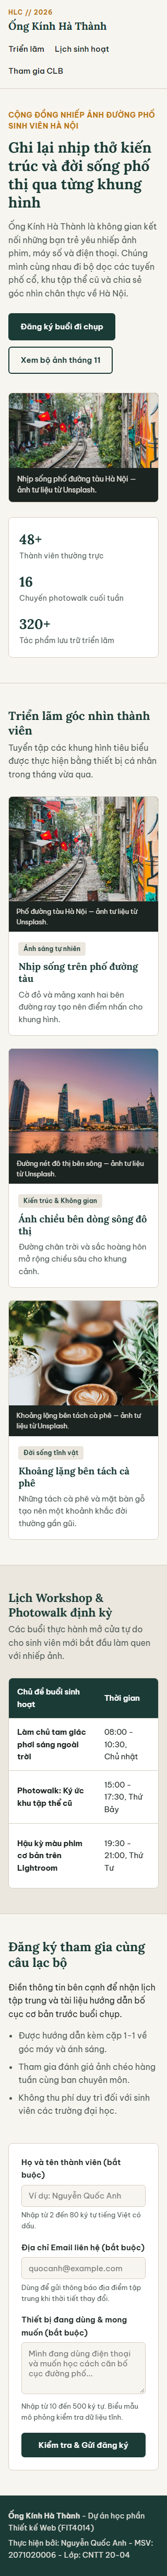 HLC // 2026
Ống Kính Hà Thành
Triển lãm Lịch sinh hoạt
Tham gia CLB
CỘNG ĐỒNG NHIẾP ẢNH ĐƯỜNG PHỐ
SINH VIÊN HÀ NỘI
Ghi lại nhịp thở kiến
trúc và đời sống phố
thị qua từng khung
hình
Ống Kính Hà Thành là không gian kết
nối những bạn trẻ yêu nhiếp ảnh
phim, máy số và điện thoại. Chúng
mình cùng nhau đi bộ dọc các tuyến
phố cổ, khu tập thể cũ và chia sẻ
góc nhìn chân thực về Hà Nội.
Đăng ký buổi đi chụp
Xem bộ ảnh tháng 11
Nhịp sống phố đường tàu Hà Nội —
ảnh tư liệu từ Unsplash.
48+
Thành viên thường trực
16
Chuyến photowalk cuối tuần
320+
Tác phẩm lưu trữ triển lãm
Triển lãm góc nhìn thành
viên
Tuyển tập các khung hình tiêu biểu
được thực hiện bằng thiết bị cá nhân
trong tháng vừa qua.
Phố đường tàu Hà Nội — ảnh tư liệu từ
Unsplash.
Ánh sáng tự nhiên
Nhịp sống trên phố đường
tàu
Cờ đỏ và mảng xanh hai bên
đường ray tạo nên điểm nhấn cho
khung hình.
Đường nét đô thị bên sông — ảnh tư liệu
từ Unsplash.
Kiến trúc & Không gian
Ánh chiều bên dòng sông đô
thị
Đường chân trời và sắc hoàng hôn
mở rộng chiều sâu cho khung
cảnh.
Khoảng lặng bên tách cà phê — ảnh tư
liệu từ Unsplash.
Đời sống tĩnh vật
Khoảng lặng bên tách cà
phê
Những tách cà phê và mặt bàn gỗ
tạo nên một khoảnh khắc đời
thường gần gũi.
Lịch Workshop &
Photowalk định kỳ
Các buổi thực hành mở cửa tự do
cho sinh viên mới bắt đầu làm quen
với nhiếp ảnh.
Chủ đề buổi sinh
hoạt
Thời gian
Làm chủ tam giác
phơi sáng ngoài
trời
08:00 -
10:30,
Chủ nhật
Photowalk: Ký ức
khu tập thể cũ
15:00 -
17:30, Thứ
Bảy
Hậu kỳ màu phim
cơ bản trên
Lightroom
19:30 -
21:00, Thứ
Tư
Đăng ký tham gia cùng
câu lạc bộ
Điền thông tin bên cạnh để nhận lịch
tập trung và tài liệu hướng dẫn bố
cục cơ bản trước buổi chụp.
• Được hướng dẫn kèm cặp 1-1 về
góc máy và ánh sáng.
• Tham gia đánh giá ảnh chéo hàng
tuần cùng ban chuyên môn.
• Không thu phí duy trì đối với sinh
viên các trường đại học.
Họ và tên thành viên (bắt
buộc)
Ví dụ: Nguyễn Quốc Anh
Nhập từ 2 đến 80 ký tự tiếng Việt có
dấu.
Địa chỉ Email liên hệ (bắt buộc)
quocanh@example.com
Dùng để gửi thông báo địa điểm tập
trung khi thời tiết thay đổi.
Thiết bị đang dùng & mong
muốn (bắt buộc)
Mình đang dùng điện thoại
và muốn học cách căn bố
cục đường phố...
Nhập từ 10 đến 500 ký tự. Biểu mẫu
mô phỏng kiểm tra dữ liệu tĩnh.
Kiểm tra & Gửi đăng ký
Ống Kính Hà Thành - Dự án học phần
Thiết kế Web (FIT4014)
Thực hiện bởi: Nguyễn Quốc Anh - MSV:
2071020006 - Lớp: CNTT 20-04